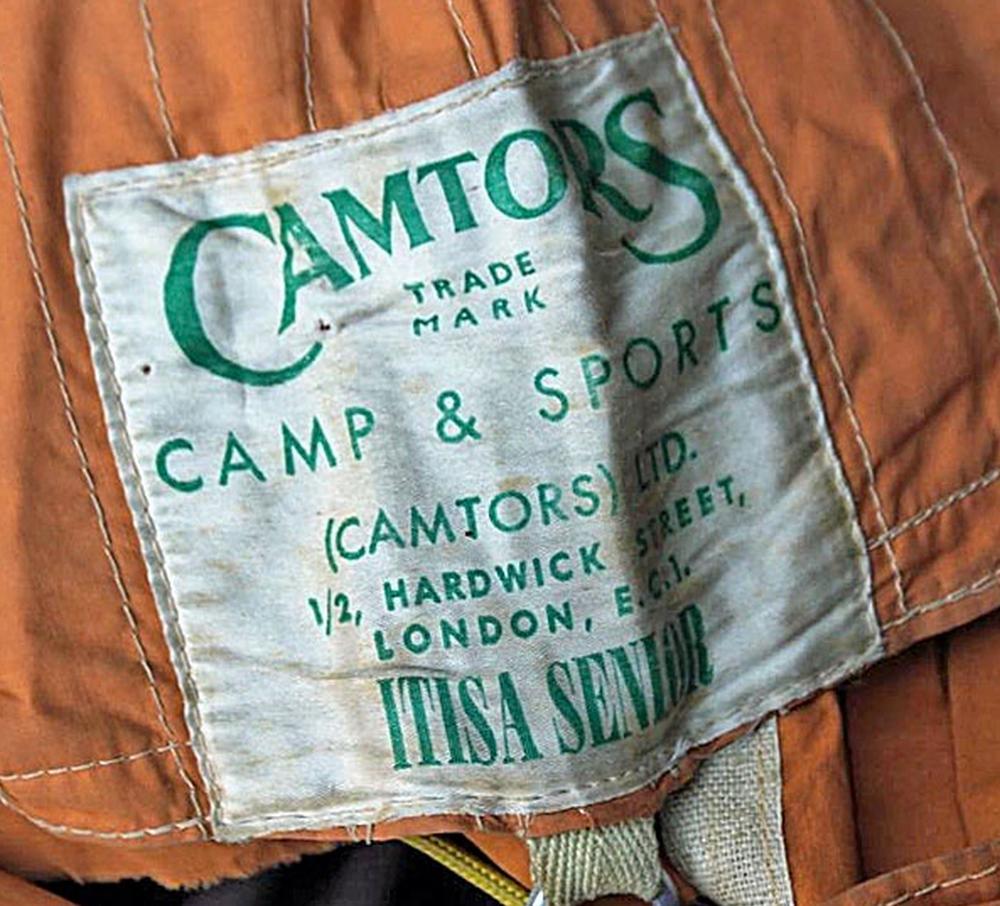 CAMTORS
TRADE
MARK
CAMP & SPORTS
(CAMTORS) LTD.
1/2, HARDWICK STREET,
LONDON, E.C.1.
ITISA SENIOR